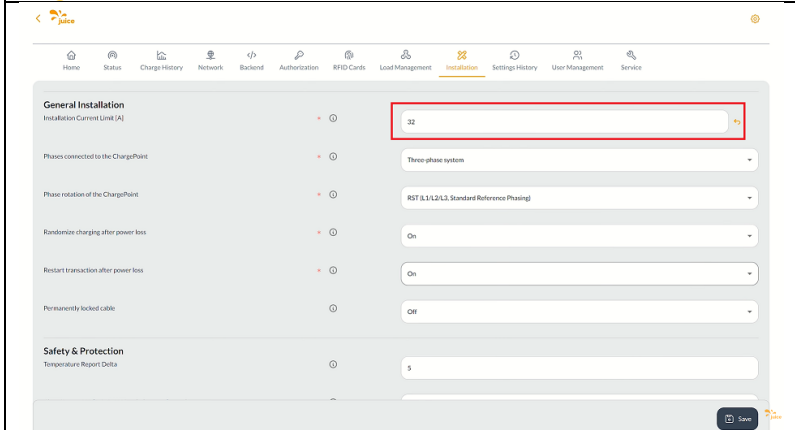 juice
Home Status Charge History Network Backend Authorization RFID Cards Load Management Installation Settings History User Management Service
General Installation
Installation Current Limit [A] * 32
Phases connected to the ChargePoint * Three-phase system
Phase rotation of the ChargePoint * RST (L1/L2/L3, Standard Reference Phasing)
Randomize charging after power loss * On
Restart transaction after power loss * On
Permanently locked cable Off
Safety & Protection
Temperature Report Delta 5
Save
juice